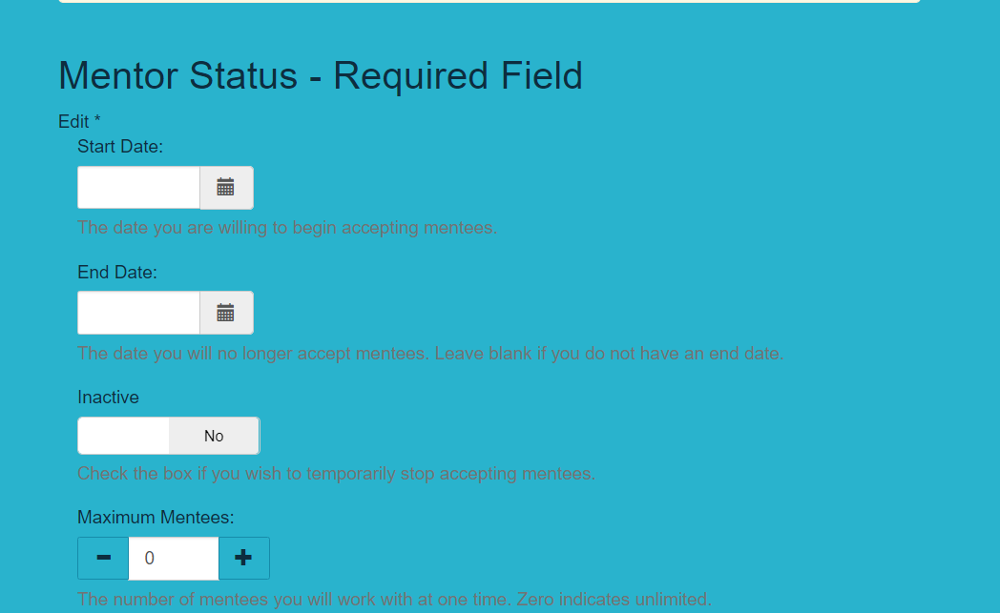 Mentor Status - Required Field
Edit *
Start Date:
The date you are willing to begin accepting mentees.
End Date:
The date you will no longer accept mentees. Leave blank if you do not have an end date.
Inactive
No
Check the box if you wish to temporarily stop accepting mentees.
Maximum Mentees:
0
The number of mentees you will work with at one time. Zero indicates unlimited.